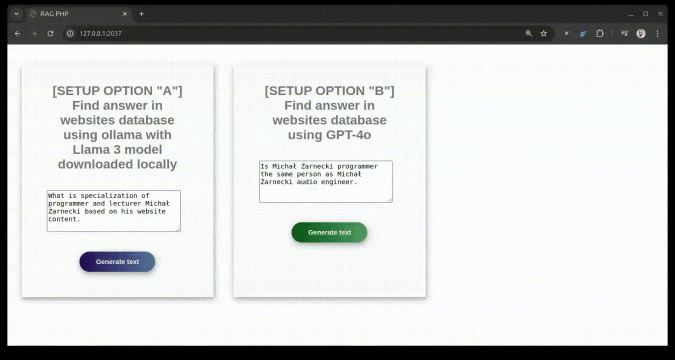 RAG PHP
127.0.0.1:2037
[SETUP OPTION "A"]
Find answer in
websites database
using ollama with
Llama 3 model
downloaded locally
What is specialization of
programmer and lecturer Michał
Żarnecki based on his website
content.
Generate text
[SETUP OPTION "B"]
Find answer in
websites database
using GPT-4o
Is Michał Żarnecki programmer
the same person as Michał
Żarnecki audio engineer.
Generate text